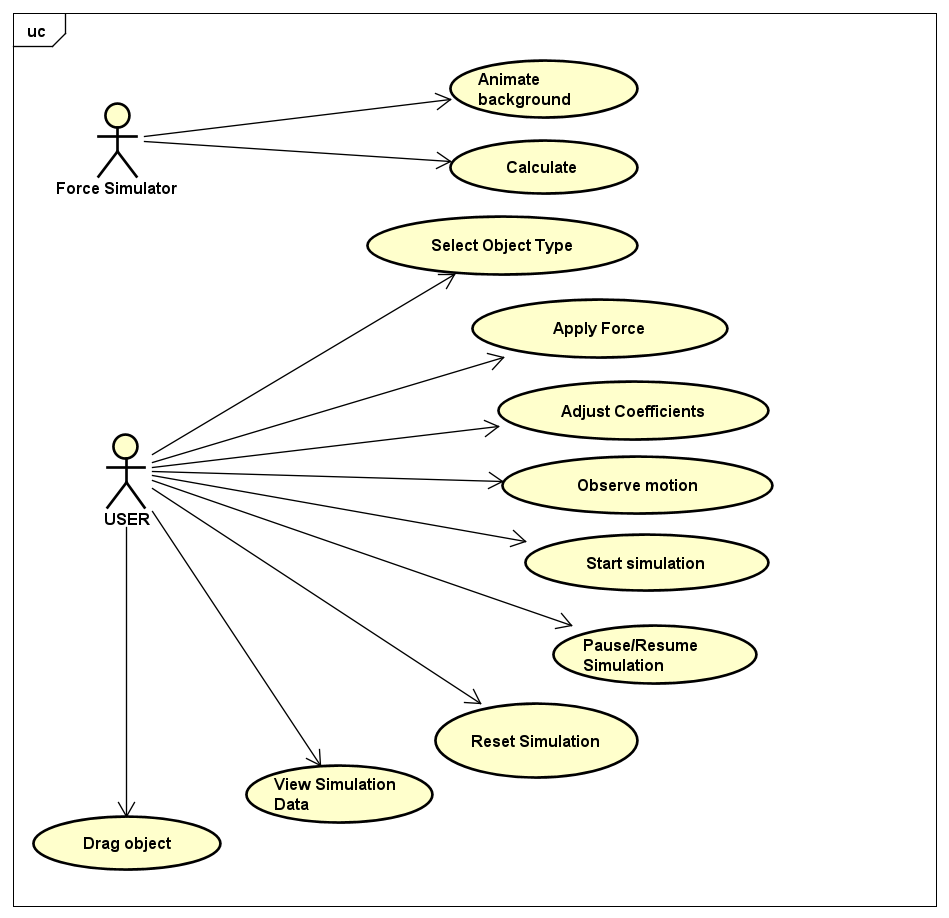 uc
Animate
background
Calculate
Force Simulator
Select Object Type
Apply Force
Adjust Coefficients
Observe motion
USER
Start simulation
Pause/Resume
Simulation
Reset Simulation
View Simulation
Data
Drag object